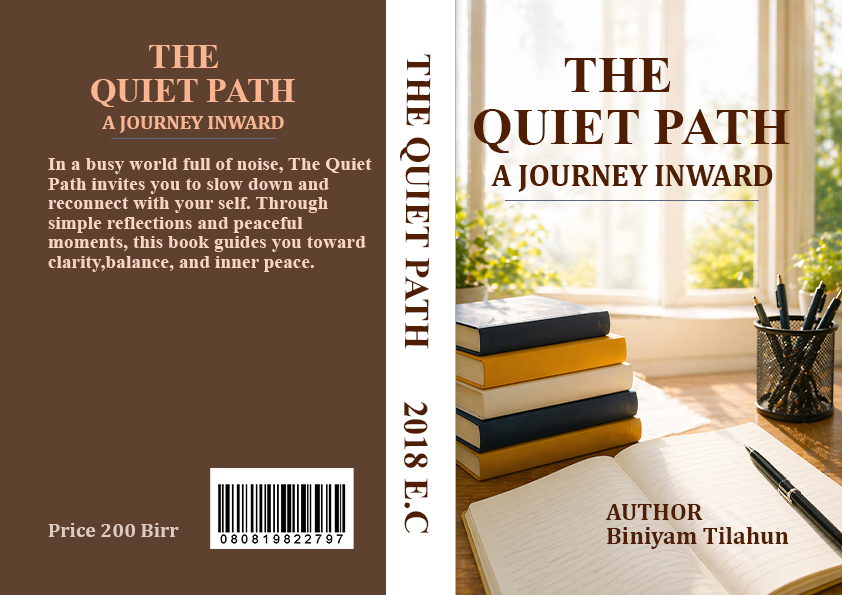 THE
QUIET PATH
A JOURNEY INWARD
In a busy world full of noise, The Quiet
Path invites you to slow down and
reconnect with your self. Through
simple reflections and peaceful
moments, this book guides you toward
clarity,balance, and inner peace.
Price 200 Birr
080819822797
THE QUIET PATH
2018 E.C
THE
QUIET PATH
A JOURNEY INWARD
AUTHOR
Biniyam Tilahun